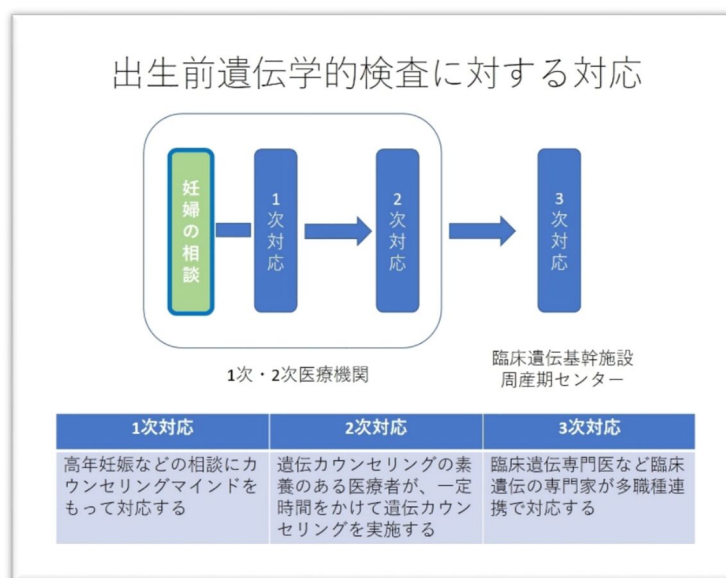 出生前遺伝学的検査に対する対応
妊婦の相談
1次対応
2次対応
3次対応
1次・2次医療機関
臨床遺伝基幹施設
周産期センター
1次対応
2次対応
3次対応
高年妊娠などの相談にカ
ウンセリングマインドを
もって対応する
遺伝カウンセリングの素
養のある医療者が、一定
時間をかけて遺伝カウン
セリングを実施する
臨床遺伝専門医など臨床
遺伝の専門家が多職種連
携で対応する